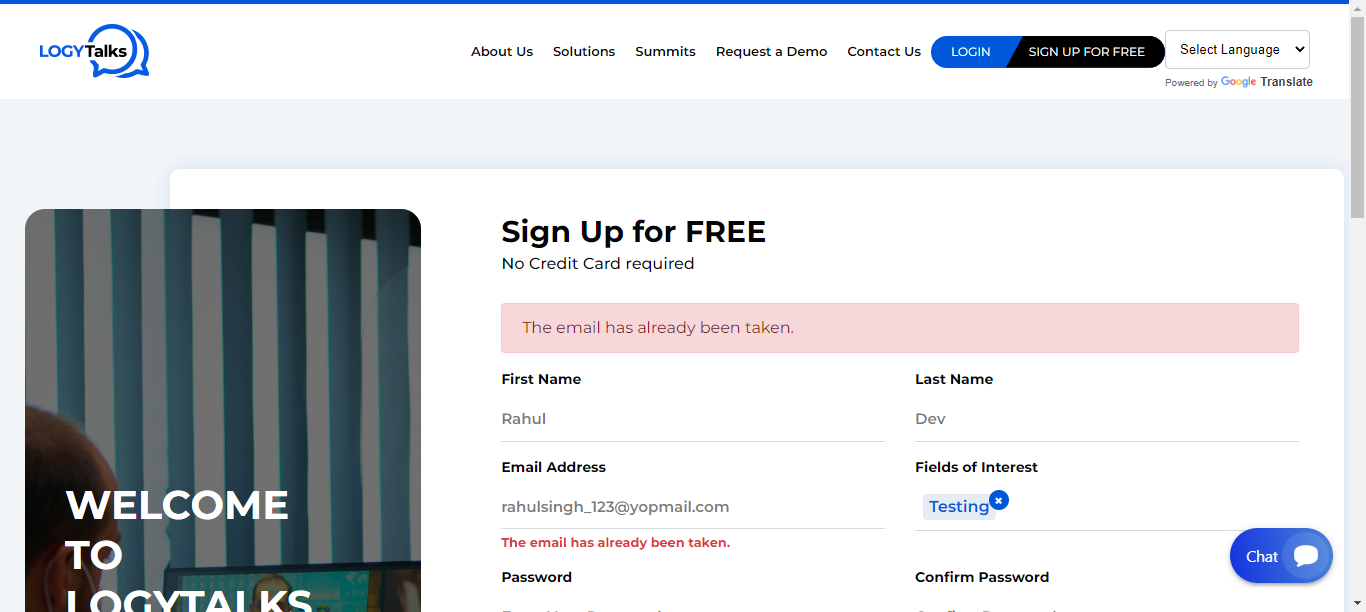 LOGYTalks
About Us
Solutions
Summits
Request a Demo
Contact Us
LOGIN
SIGN UP FOR FREE
Select Language
Powered by Google Translate
WELCOME
TO
LOGYTALKS
Sign Up for FREE
No Credit Card required
The email has already been taken.
First Name
Last Name
Rahul
Dev
Email Address
Fields of Interest
rahulsingh_123@yopmail.com
Testing
The email has already been taken.
Chat
Password
Confirm Password